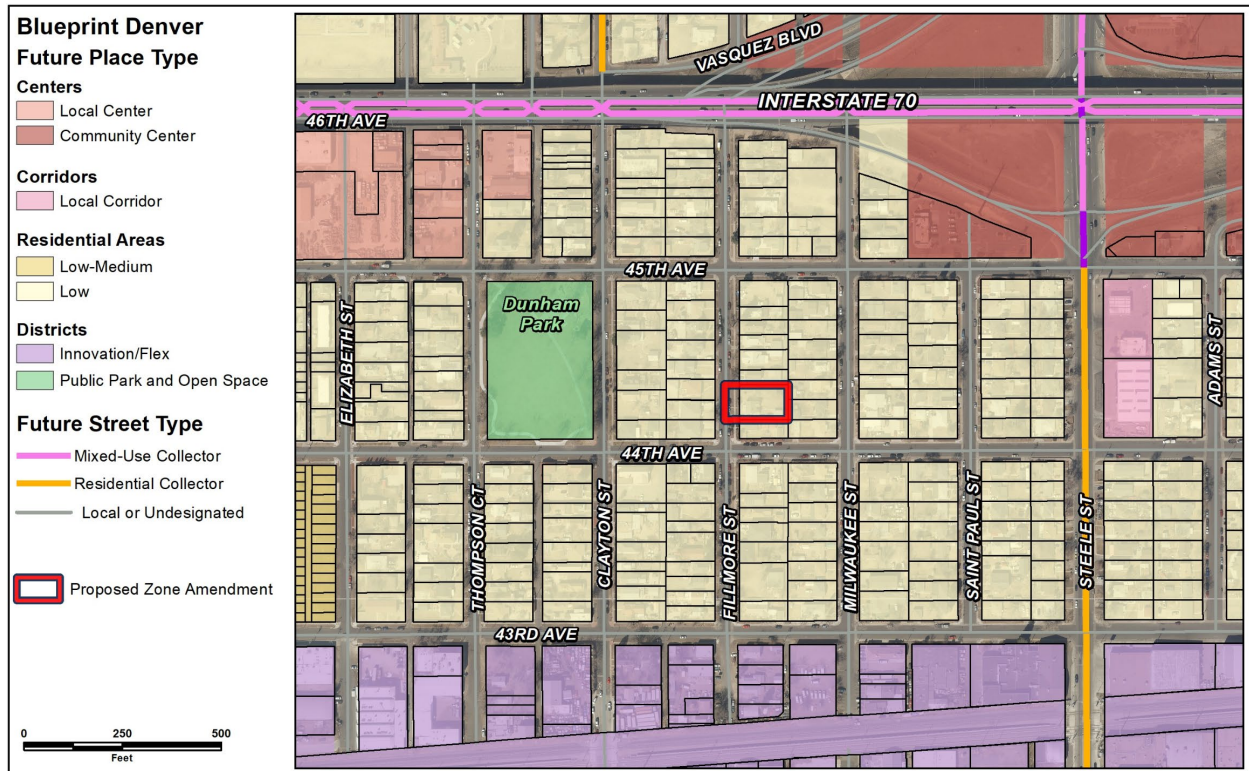 Blueprint Denver
Future Place Type
Centers
Local Center
Community Center
Corridors
Local Corridor
Residential Areas
Low-Medium
Low
Districts
Innovation/Flex
Public Park and Open Space
Future Street Type
Mixed-Use Collector
Residential Collector
Local or Undesignated
Proposed Zone Amendment
0 250 500
Feet
VASQUEZ BLVD
INTERSTATE 70
46TH AVE
45TH AVE
Dunham
Park
ELIZABETH ST
ADAMS ST
44TH AVE
THOMPSON CT
CLAYTON ST
FILLMORE ST
MILWAUKEE ST
SAINT PAUL ST
STEELE ST
43RD AVE